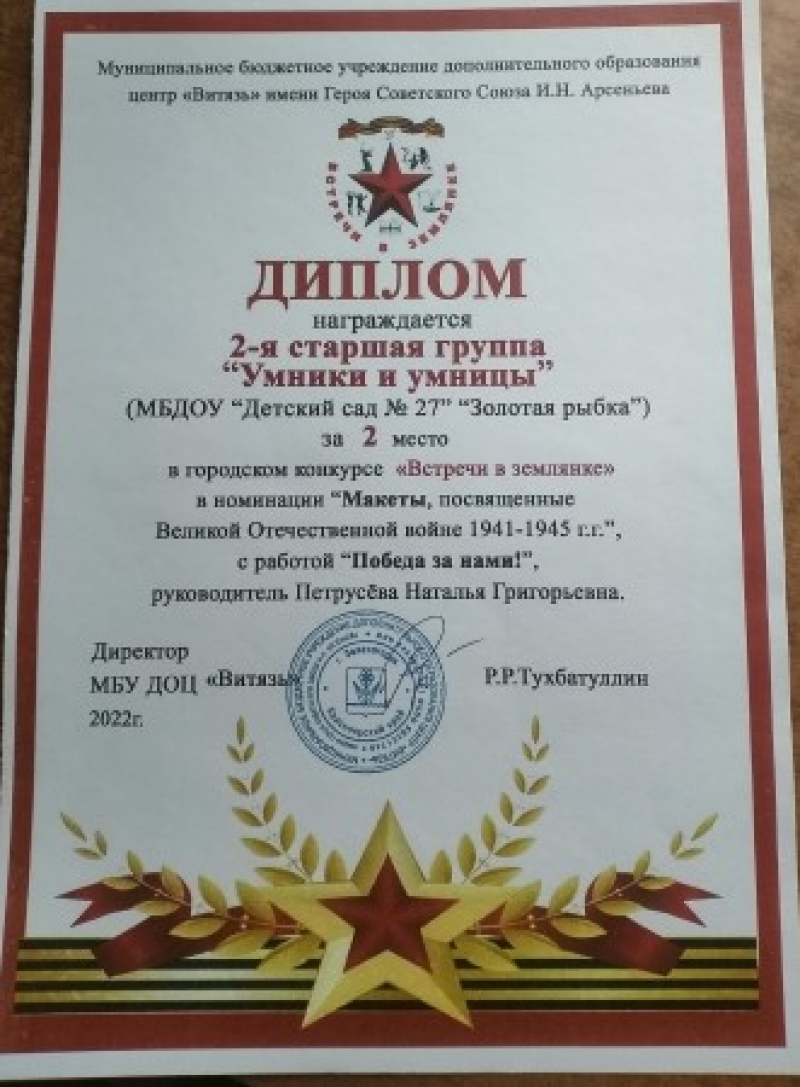 Муниципальное бюджетное учреждение дополнительного образования
центр «Витязь» имени Героя Советского Союза И.Н. Арсеньева
ВСТРЕЧИ В ЗЕМЛЯНКЕ
ДИПЛОМ
награждается
2-я старшая группа
“Умники и умницы”
(МБДОУ “Детский сад № 27” “Золотая рыбка”)
за 2 место
в городском конкурсе «Встречи в землянке»
в номинации “Макеты, посвященные
Великой Отечественной войне 1941-1945 г.г.”,
с работой “Победа за нами!”,
руководитель Петрусёва Наталья Григорьевна.
Директор
МБУ ДОЦ «Витязь»
Р.Р.Тухбатуллин
2022г.